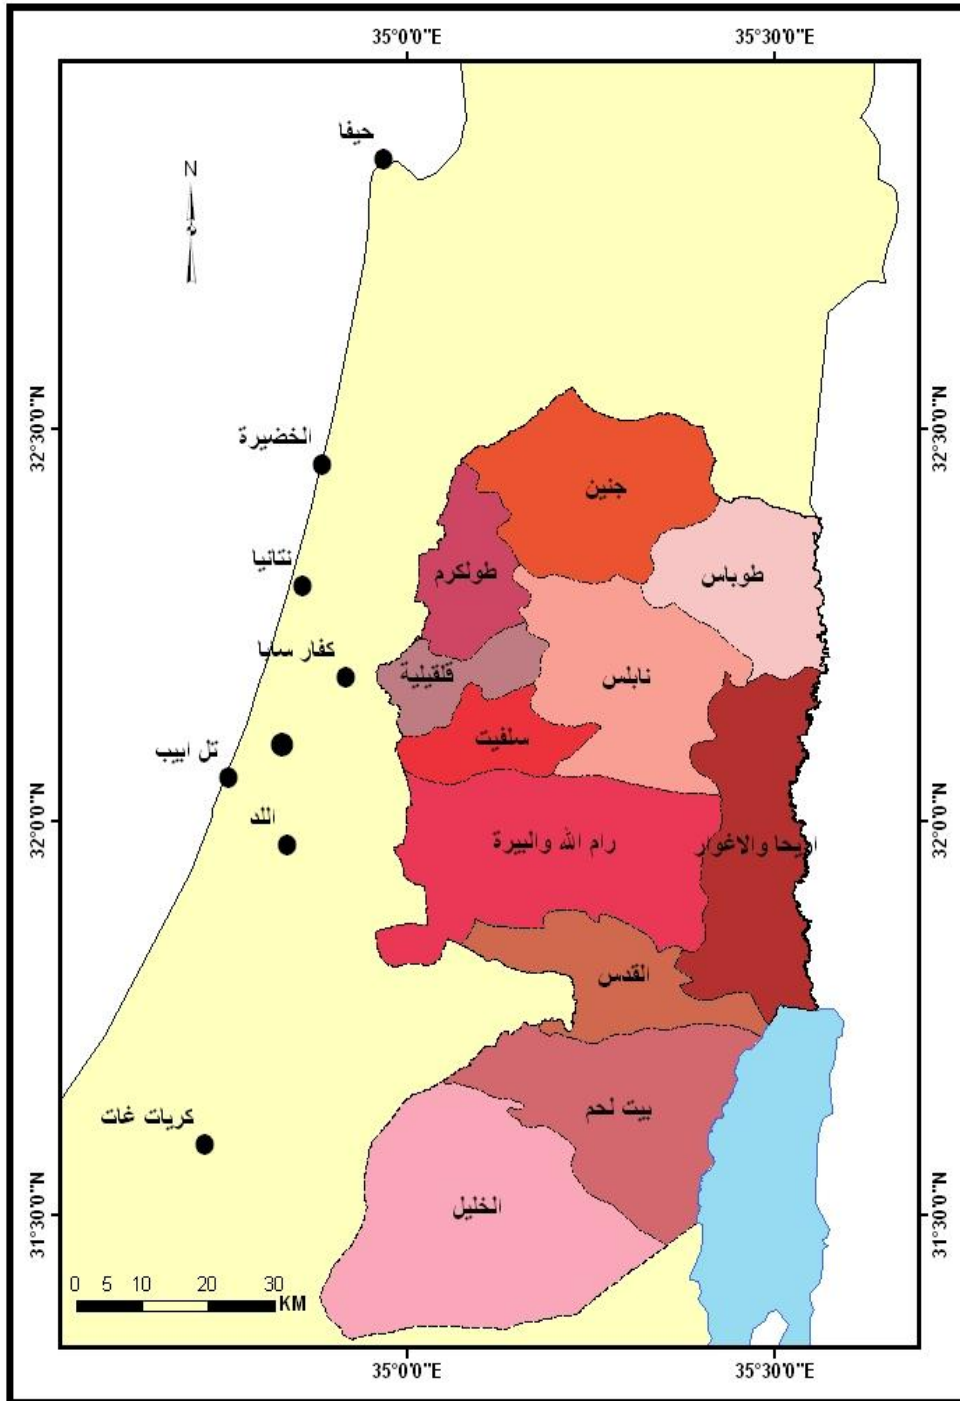 35°0'0"E
35°30'0"E
حيفا
N
32°30'0"N
32°30'0"N
الخضيرة
جنين
نتانيا
طولكرم
طوباس
كفار سابا
قلقيلية
نابلس
تل ابيب
سلفيت
اللد
32°0'0"N
32°0'0"N
رام الله والبيرة
اريحا والاغوار
القدس
كريات غات
بيت لحم
الخليل
31°30'0"N
31°30'0"N
0 5 10 20 30
KM
35°0'0"E
35°30'0"E